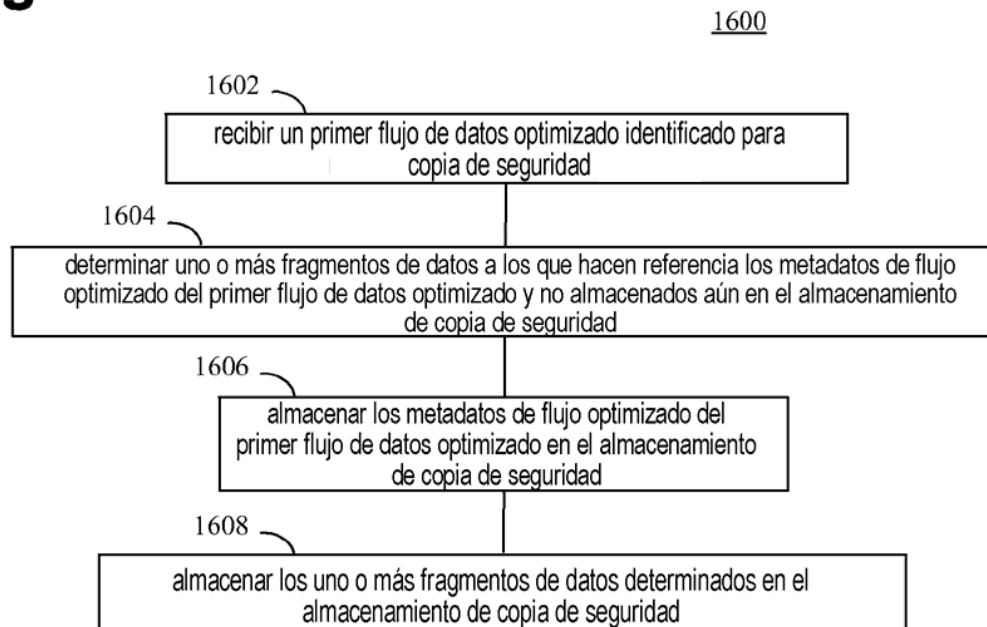 1600
1602
recibir un primer flujo de datos optimizado identificado para
copia de seguridad
1604
determinar uno o más fragmentos de datos a los que hacen referencia los metadatos de flujo
optimizado del primer flujo de datos optimizado y no almacenados aún en el almacenamiento
de copia de seguridad
1606
almacenar los metadatos de flujo optimizado del
primer flujo de datos optimizado en el almacenamiento
de copia de seguridad
1608
almacenar los uno o más fragmentos de datos determinados en el
almacenamiento de copia de seguridad